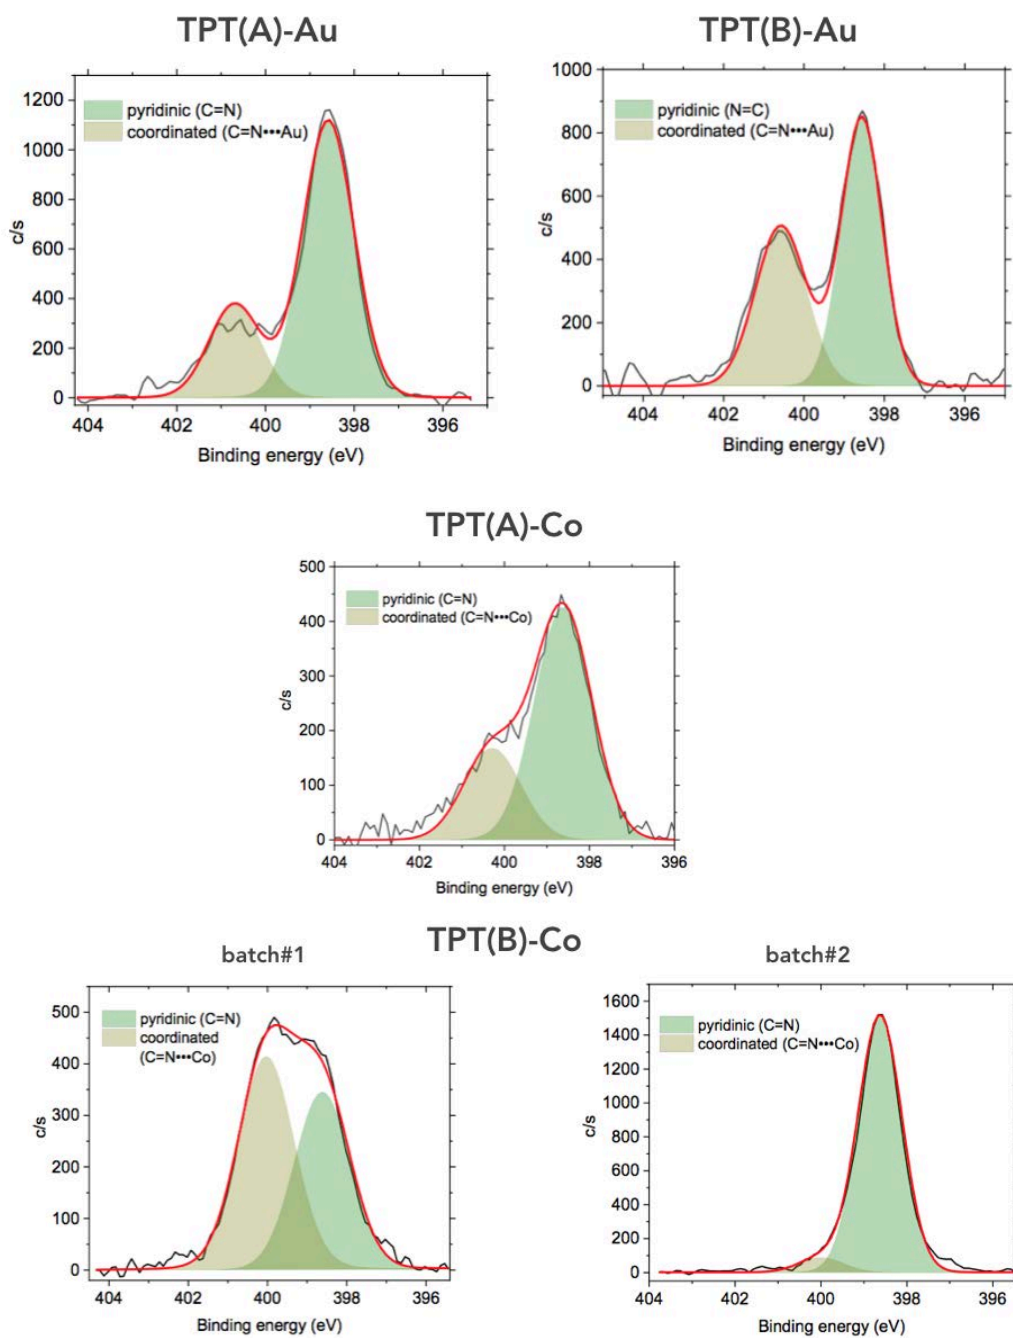 TPT(A)-Au
TPT(B)-Au
1200
1000
800
600
400
200
0
c/s
pyridinic (C=N)
coordinated (C=N•••Au)
404 402 400 398 396
Binding energy (eV)
1000
800
600
400
200
0
c/s
pyridinic (N=C)
coordinated (C=N•••Au)
404 402 400 398 396
Binding energy (eV)
TPT(A)-Co
500
400
300
200
100
0
c/s
pyridinic (C=N)
coordinated (C=N•••Co)
404 402 400 398 396
Binding energy (eV)
TPT(B)-Co
batch#1
batch#2
500
400
300
200
100
0
c/s
pyridinic (C=N)
coordinated
(C=N•••Co)
404 402 400 398 396
Binding energy (eV)
1600
1400
1200
1000
800
600
400
200
0
c/s
pyridinic (C=N)
coordinated (C=N•••Co)
404 402 400 398 396
Binding energy (eV)